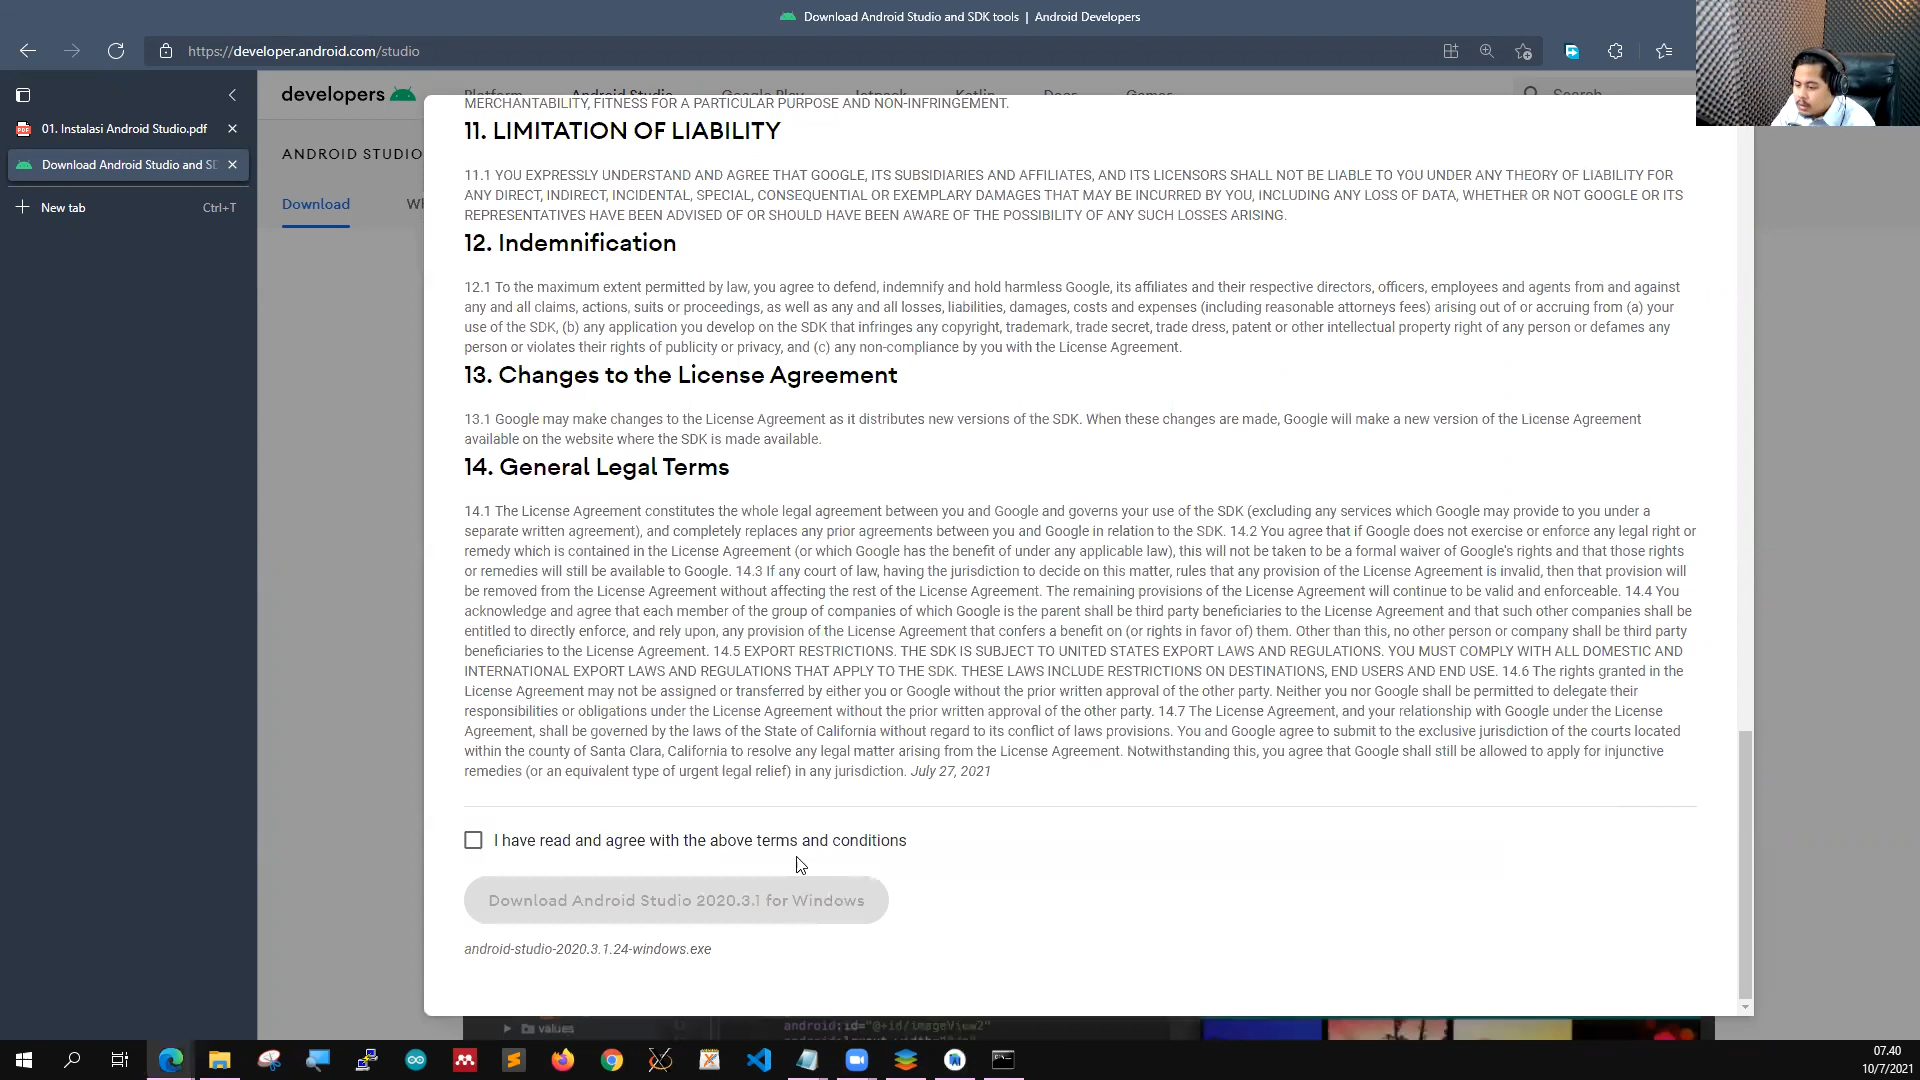 Download Android Studio and SDK tools | Android Developers
https://developer.android.com/studio
01. Instalasi Android Studio.pdf
Download Android Studio and SD
New tab Ctrl+T
developers
Platform Android Studio Google Play Jetpack Kotlin Docs Games Search
ANDROID STUDIO
Download
MERCHANTABILITY, FITNESS FOR A PARTICULAR PURPOSE AND NON-INFRINGEMENT.
11. LIMITATION OF LIABILITY
11.1 YOU EXPRESSLY UNDERSTAND AND AGREE THAT GOOGLE, ITS SUBSIDIARIES AND AFFILIATES, AND ITS LICENSORS SHALL NOT BE LIABLE TO YOU UNDER ANY THEORY OF LIABILITY FOR
ANY DIRECT, INDIRECT, INCIDENTAL, SPECIAL, CONSEQUENTIAL OR EXEMPLARY DAMAGES THAT MAY BE INCURRED BY YOU, INCLUDING ANY LOSS OF DATA, WHETHER OR NOT GOOGLE OR ITS
REPRESENTATIVES HAVE BEEN ADVISED OF OR SHOULD HAVE BEEN AWARE OF THE POSSIBILITY OF ANY SUCH LOSSES ARISING.
12. Indemnification
12.1 To the maximum extent permitted by law, you agree to defend, indemnify and hold harmless Google, its affiliates and their respective directors, officers, employees and agents from and against
any and all claims, actions, suits or proceedings, as well as any and all losses, liabilities, damages, costs and expenses (including reasonable attorneys fees) arising out of or accruing from (a) your
use of the SDK, (b) any application you develop on the SDK that infringes any copyright, trademark, trade secret, trade dress, patent or other intellectual property right of any person or defames any
person or violates their rights of publicity or privacy, and (c) any non-compliance by you with the License Agreement.
13. Changes to the License Agreement
13.1 Google may make changes to the License Agreement as it distributes new versions of the SDK. When these changes are made, Google will make a new version of the License Agreement
available on the website where the SDK is made available.
14. General Legal Terms
14.1 The License Agreement constitutes the whole legal agreement between you and Google and governs your use of the SDK (excluding any services which Google may provide to you under a
separate written agreement), and completely replaces any prior agreements between you and Google in relation to the SDK. 14.2 You agree that if Google does not exercise or enforce any legal right or
remedy which is contained in the License Agreement (or which Google has the benefit of under any applicable law), this will not be taken to be a formal waiver of Google's rights and that those rights
or remedies will still be available to Google. 14.3 If any court of law, having the jurisdiction to decide on this matter, rules that any provision of the License Agreement is invalid, then that provision will
be removed from the License Agreement without affecting the rest of the License Agreement. The remaining provisions of the License Agreement will continue to be valid and enforceable. 14.4 You
acknowledge and agree that each member of the group of companies of which Google is the parent shall be third party beneficiaries to the License Agreement and that such other companies shall be
entitled to directly enforce, and rely upon, any provision of the License Agreement that confers a benefit on (or rights in favor of) them. Other than this, no other person or company shall be third party
beneficiaries to the License Agreement. 14.5 EXPORT RESTRICTIONS. THE SDK IS SUBJECT TO UNITED STATES EXPORT LAWS AND REGULATIONS. YOU MUST COMPLY WITH ALL DOMESTIC AND
INTERNATIONAL EXPORT LAWS AND REGULATIONS THAT APPLY TO THE SDK. THESE LAWS INCLUDE RESTRICTIONS ON DESTINATIONS, END USERS AND END USE. 14.6 The rights granted in the
License Agreement may not be assigned or transferred by either you or Google without the prior written approval of the other party. Neither you nor Google shall be permitted to delegate their
responsibilities or obligations under the License Agreement without the prior written approval of the other party. 14.7 The License Agreement, and your relationship with Google under the License
Agreement, shall be governed by the laws of the State of California without regard to its conflict of laws provisions. You and Google agree to submit to the exclusive jurisdiction of the courts located
within the county of Santa Clara, California to resolve any legal matter arising from the License Agreement. Notwithstanding this, you agree that Google shall still be allowed to apply for injunctive
remedies (or an equivalent type of urgent legal relief) in any jurisdiction. July 27, 2021
I have read and agree with the above terms and conditions
Download Android Studio 2020.3.1 for Windows
android-studio-2020.3.1.24-windows.exe
values
android:id="@+id/imageView2"
07.40
10/7/2021